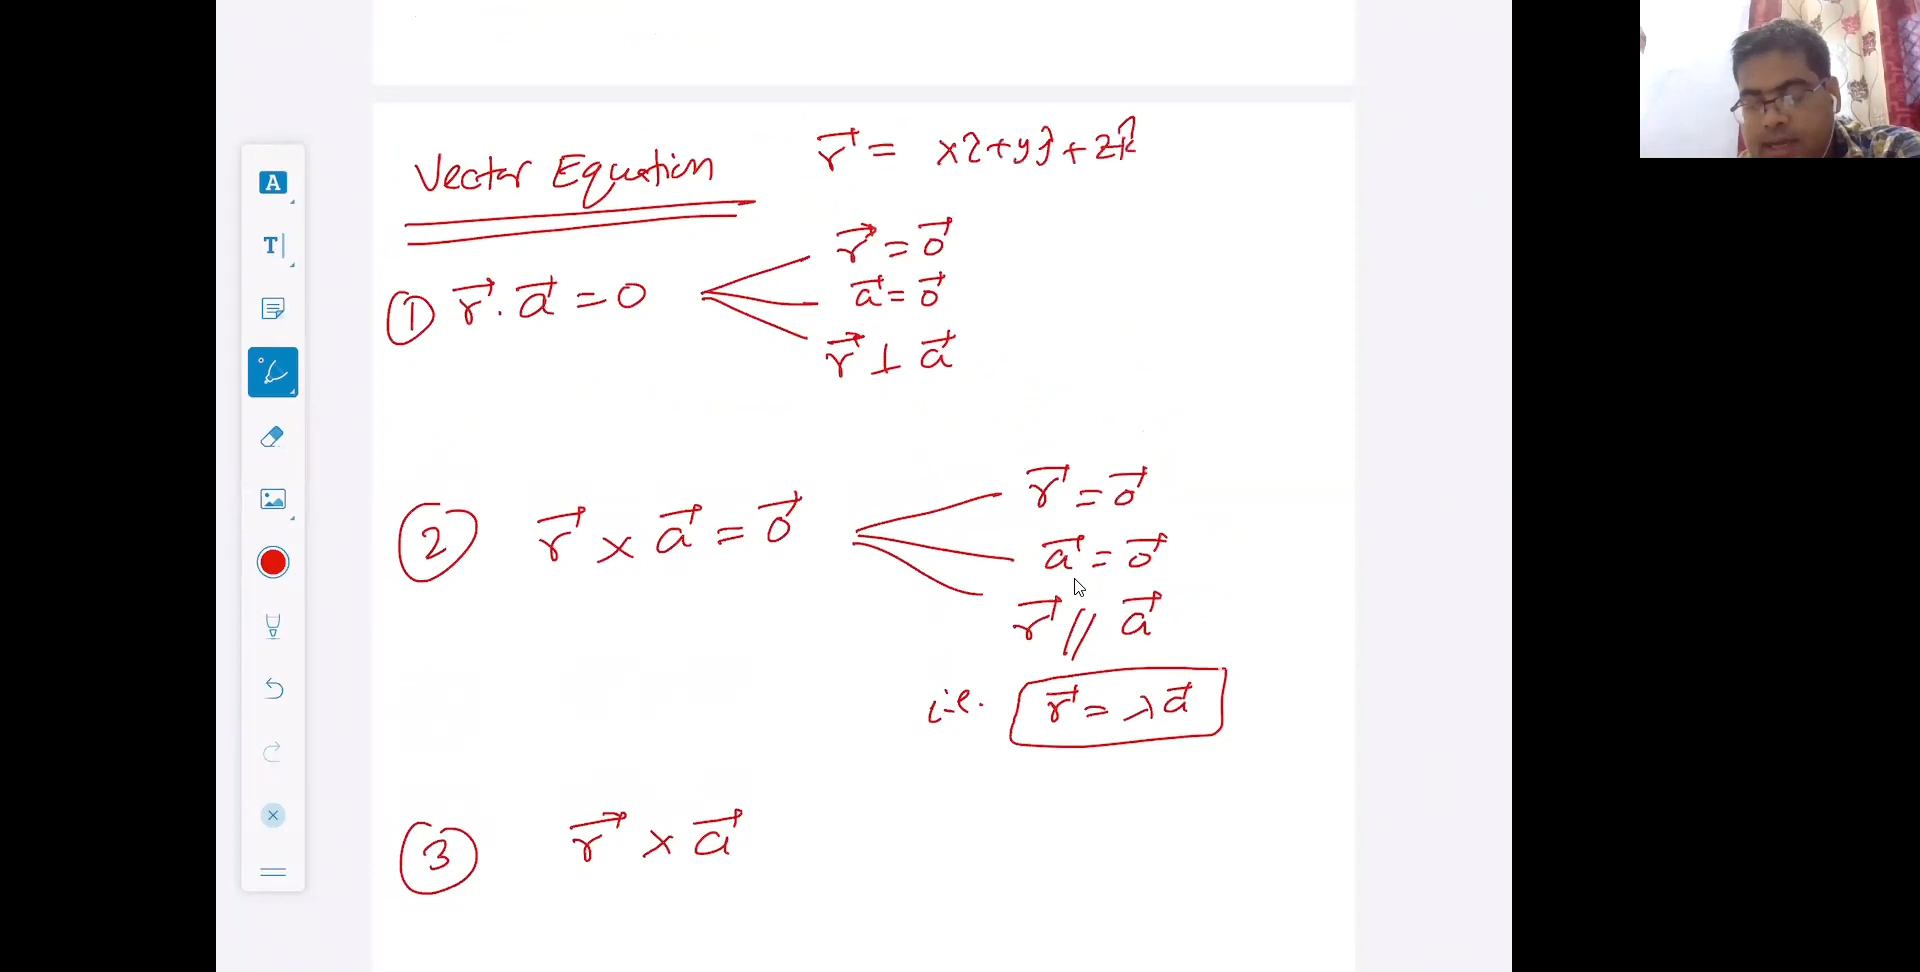 Vector Equation
r⃗ = xî + yĵ + zk̂
① r⃗ . a⃗ = 0
r⃗ = 0⃗
a⃗ = 0⃗
r⃗ ⊥ a⃗
② r⃗ × a⃗ = 0⃗
r⃗ = 0⃗
a⃗ = 0⃗
r⃗ // a⃗
i.e. r⃗ = λa⃗
③ r⃗ × a⃗
A
T